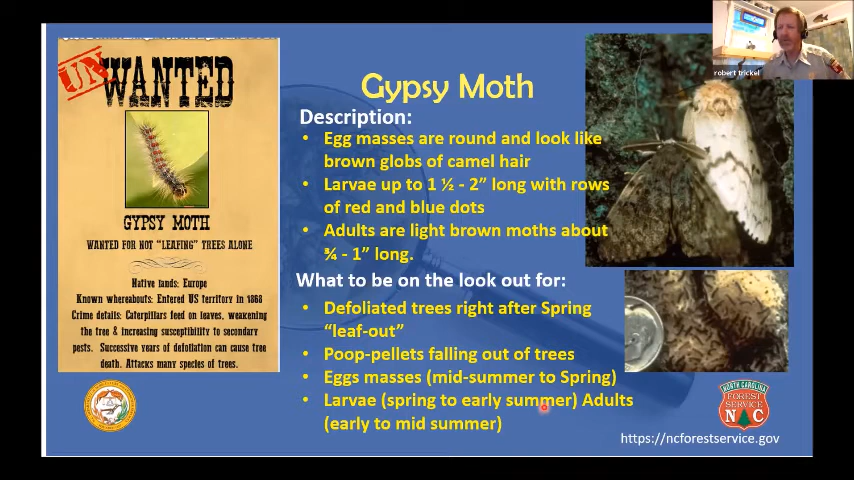 UN WANTED
GYPSY MOTH
WANTED FOR NOT "LEAFING" TREES ALONE
Native lands: Europe
Known whereabouts: Entered US territory in 1868
Crime details: Caterpillars feed on leaves, weakening
the tree & increasing susceptibility to secondary
pests. Successive years of defoliation can cause tree
death. Attacks many species of trees.
Gypsy Moth
Description:
• Egg masses are round and look like
brown globs of camel hair
• Larvae up to 1 ½ - 2” long with rows
of red and blue dots
• Adults are light brown moths about
¾ - 1” long.
What to be on the look out for:
• Defoliated trees right after Spring
“leaf-out”
• Poop-pellets falling out of trees
• Eggs masses (mid-summer to Spring)
• Larvae (spring to early summer) Adults
(early to mid summer)
robert trickel
NORTH CAROLINA
FOREST
SERVICE
N C
https://ncforestservice.gov